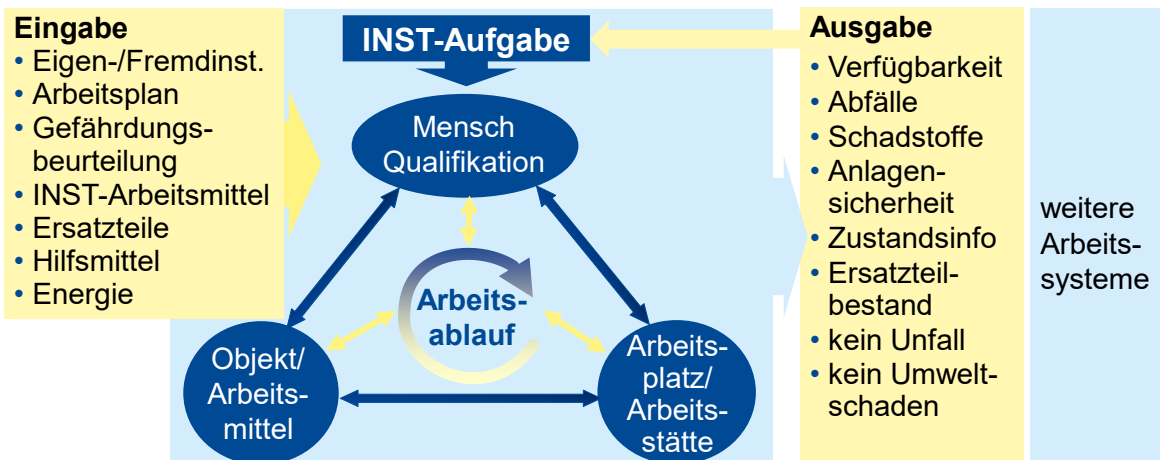 Eingabe
• Eigen-/Fremdinst.
• Arbeitsplan
• Gefährdungs-
beurteilung
• INST-Arbeitsmittel
• Ersatzteile
• Hilfsmittel
• Energie
INST-Aufgabe
Mensch
Qualifikation
Arbeits-
ablauf
Objekt/
Arbeits-
mittel
Arbeits-
platz/
Arbeits-
stätte
Ausgabe
• Verfügbarkeit
• Abfälle
• Schadstoffe
• Anlagen-
sicherheit
• Zustandsinfo
• Ersatzteil-
bestand
• kein Unfall
• kein Umwelt-
schaden
weitere
Arbeits-
systeme